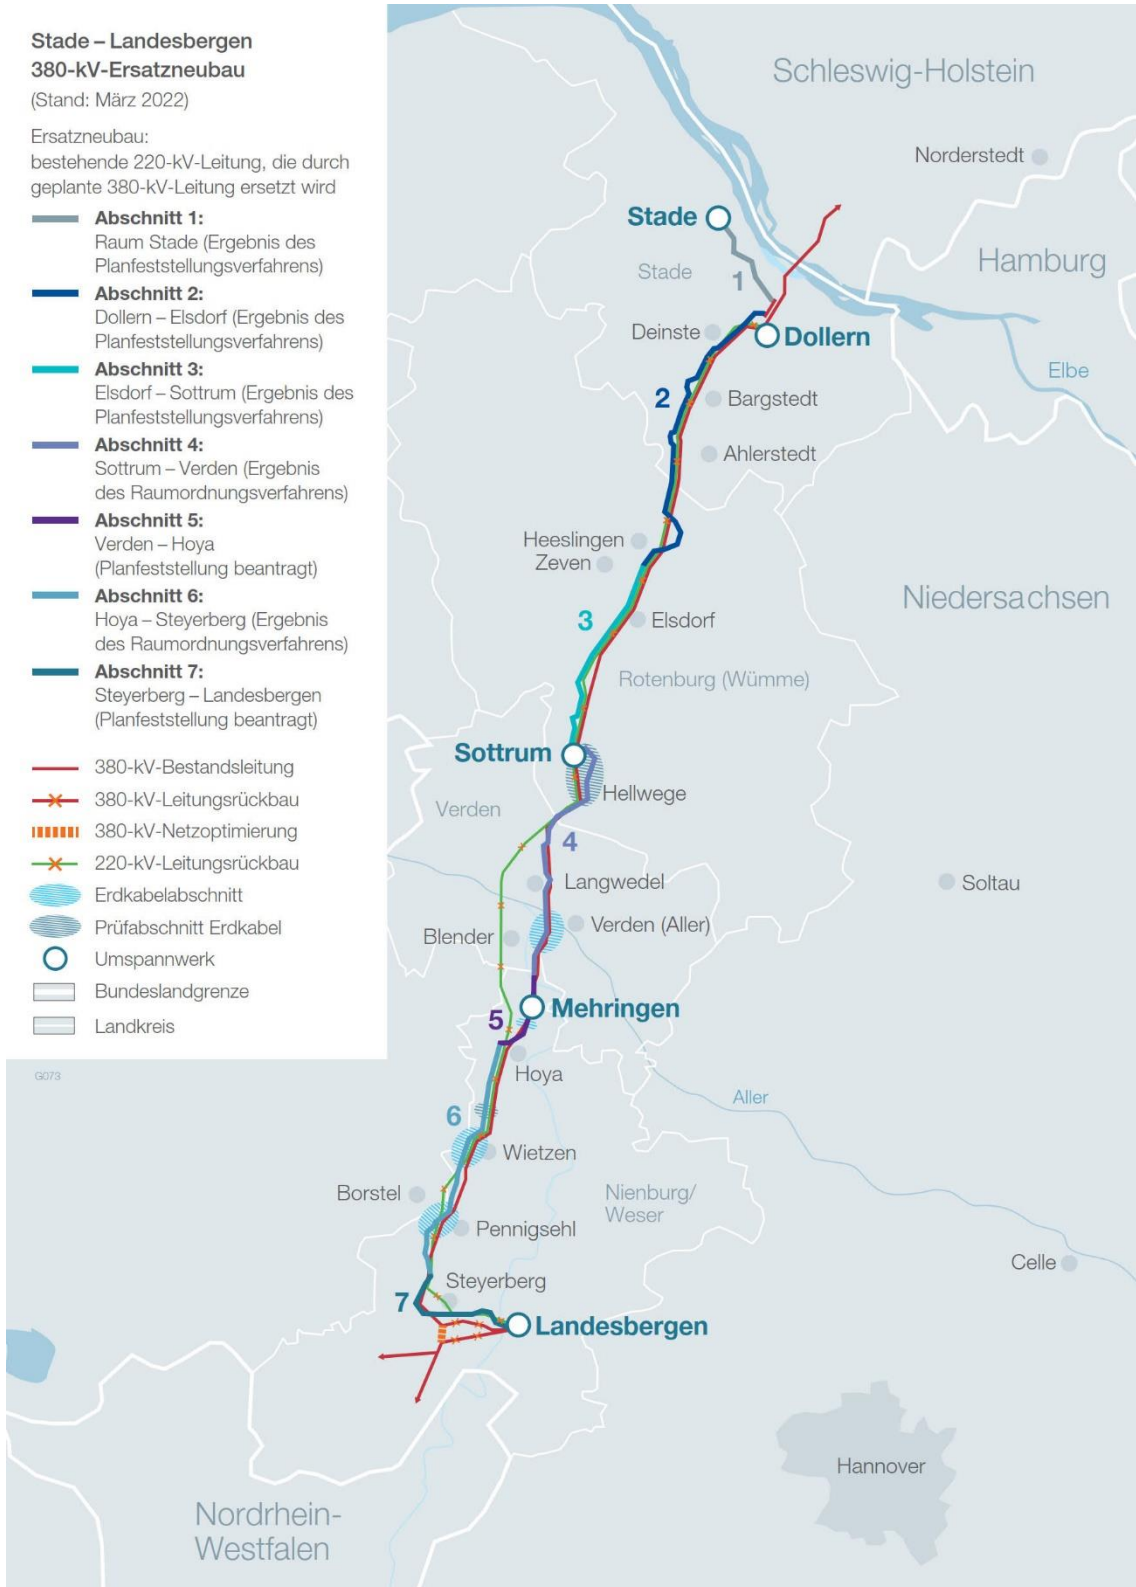 Stade – Landesbergen
380-kV-Ersatzneubau
(Stand: März 2022)
Ersatzneubau:
bestehende 220-kV-Leitung, die durch
geplante 380-kV-Leitung ersetzt wird
Abschnitt 1:
Raum Stade (Ergebnis des
Planfeststellungsverfahrens)
Abschnitt 2:
Dollern – Elsdorf (Ergebnis des
Planfeststellungsverfahrens)
Abschnitt 3:
Elsdorf – Sottrum (Ergebnis des
Planfeststellungsverfahrens)
Abschnitt 4:
Sottrum – Verden (Ergebnis
des Raumordnungsverfahrens)
Abschnitt 5:
Verden – Hoya
(Planfeststellung beantragt)
Abschnitt 6:
Hoya – Steyerberg (Ergebnis
des Raumordnungsverfahrens)
Abschnitt 7:
Steyerberg – Landesbergen
(Planfeststellung beantragt)
380-kV-Bestandsleitung
380-kV-Leitungsrückbau
380-kV-Netzoptimierung
220-kV-Leitungsrückbau
Erdkabelabschnitt
Prüfabschnitt Erdkabel
Umspannwerk
Bundeslandgrenze
Landkreis
G073
Schleswig-Holstein
Norderstedt
Stade
Hamburg
Stade
1
Deinste
Dollern
Elbe
2
Bargstedt
Ahlerstedt
Heeslingen
Zeven
Niedersachsen
3
Elsdorf
Rotenburg (Wümme)
Sottrum
Hellwege
Verden
4
Langwedel
Soltau
Verden (Aller)
Blender
Mehringen
5
Hoya
Aller
6
Wietzen
Borstel
Nienburg/
Weser
Pennigsehl
Celle
Steyerberg
7
Landesbergen
Hannover
Nordrhein-
Westfalen